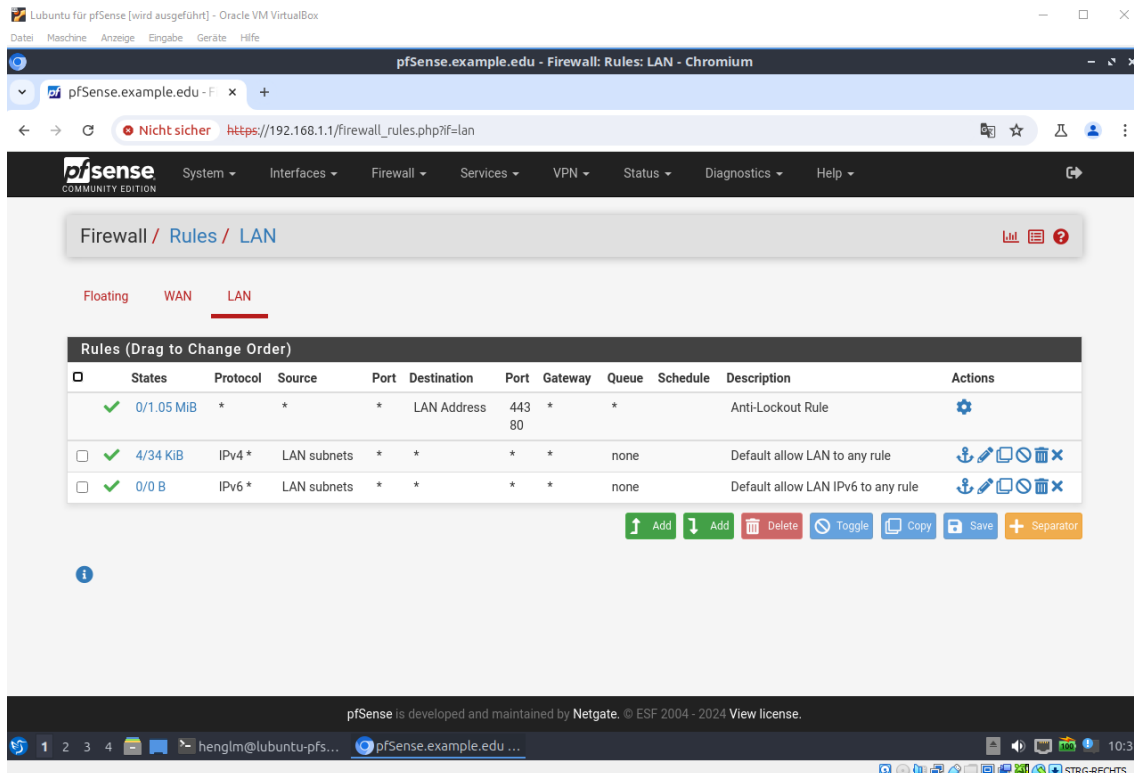 Lubuntu für pfSense [wird ausgeführt] - Oracle VM VirtualBox
Datei Maschine Anzeige Eingabe Geräte Hilfe
pfSense.example.edu - Firewall: Rules: LAN - Chromium
pf pfSense.example.edu - F
Nicht sicher https://192.168.1.1/firewall_rules.php?if=lan
pfsense
COMMUNITY EDITION
System Interfaces Firewall Services VPN Status Diagnostics Help
Firewall / Rules / LAN
Floating WAN LAN
Rules (Drag to Change Order)
States Protocol Source Port Destination Port Gateway Queue Schedule Description Actions
0/1.05 MiB * * * LAN Address 443 * * Anti-Lockout Rule
80
4/34 KiB IPv4 * LAN subnets * * * * none Default allow LAN to any rule
0/0 B IPv6 * LAN subnets * * * * none Default allow LAN IPv6 to any rule
Add Add Delete Toggle Copy Save Separator
pfSense is developed and maintained by Netgate. © ESF 2004 - 2024 View license.
1 2 3 4 henglm@lubuntu-pfs... pfSense.example.edu ... 100 10:3
STRG-RECHTS